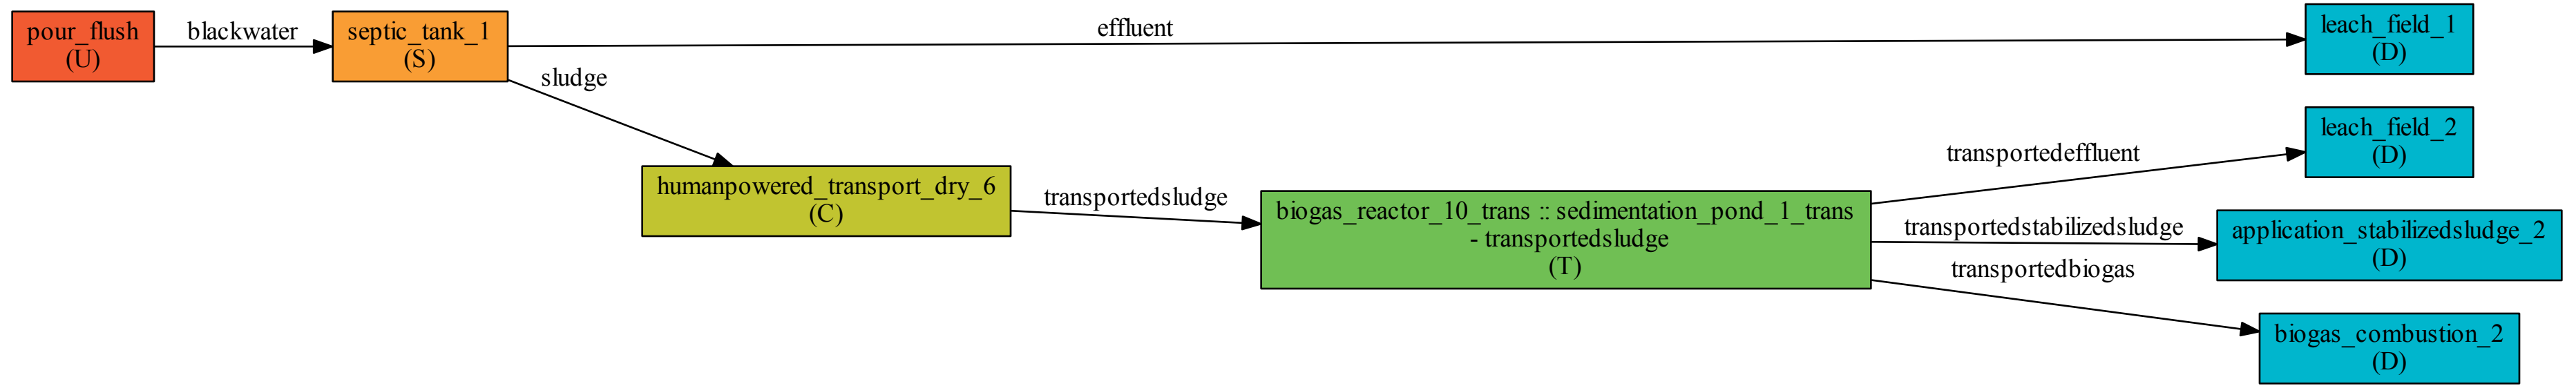 pour_flush
(U)
blackwater
septic_tank_1
(S)
effluent
leach_field_1
(D)
sludge
humanpowered_transport_dry_6
(C)
transportedsludge
biogas_reactor_10_trans :: sedimentation_pond_1_trans
- transportedsludge
(T)
transportedeffluent
leach_field_2
(D)
transportedstabilizedsludge
application_stabilizedsludge_2
(D)
transportedbiogas
biogas_combustion_2
(D)